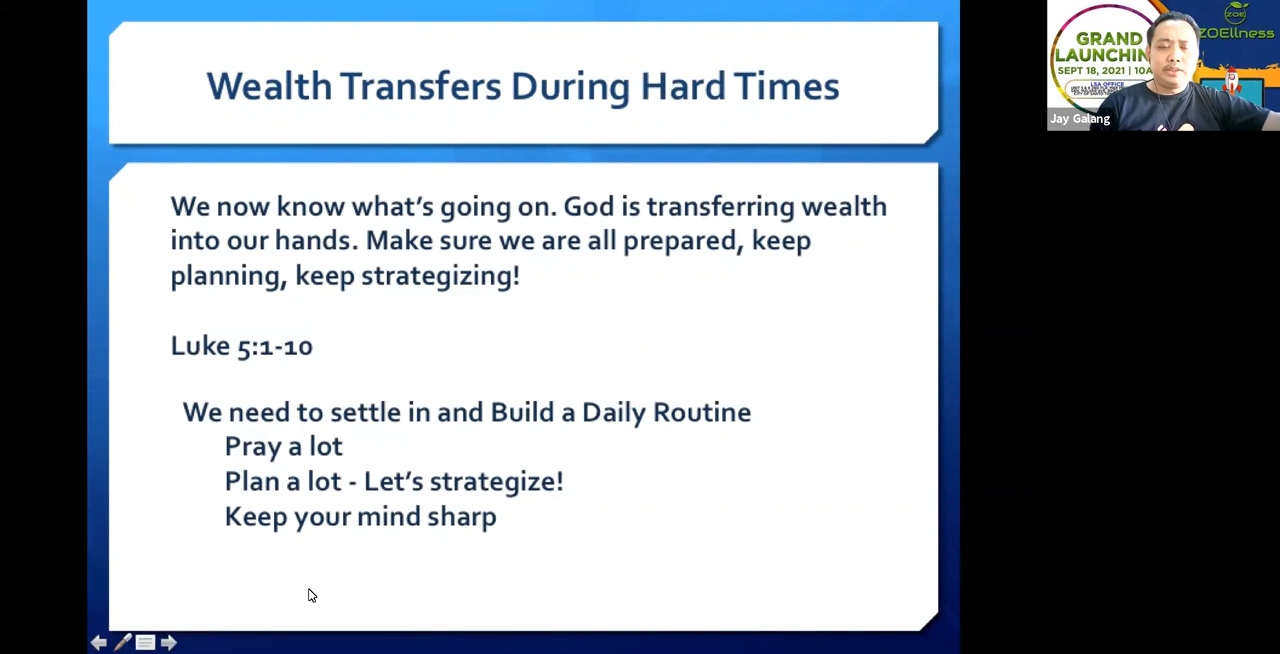 Wealth Transfers During Hard Times
We now know what's going on. God is transferring wealth
into our hands. Make sure we are all prepared, keep
planning, keep strategizing!
Luke 5:1-10
We need to settle in and Build a Daily Routine
Pray a lot
Plan a lot - Let's strategize!
Keep your mind sharp
GRAND
LAUNCHIN
SEPT 18, 2021 | 10A
LSA OFFICE
ZOE
ZOEllness
Jay Galang